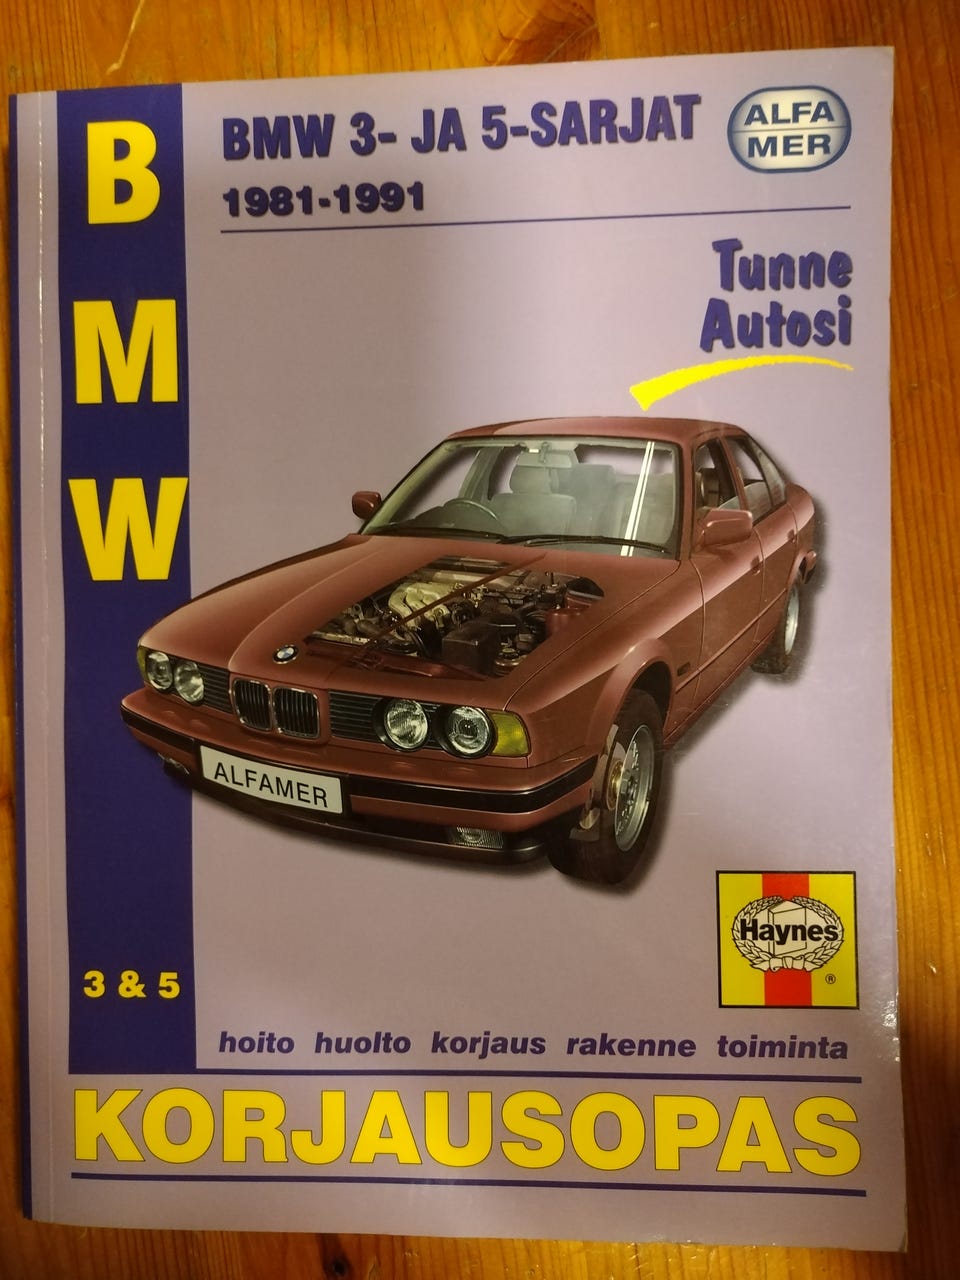 BMW
BMW 3- JA 5-SARJAT
1981-1991
ALFA
MER
Tunne
Autosi
ALFAMER
Haynes
®
3 & 5
hoito huolto korjaus rakenne toiminta
KORJAUSOPAS